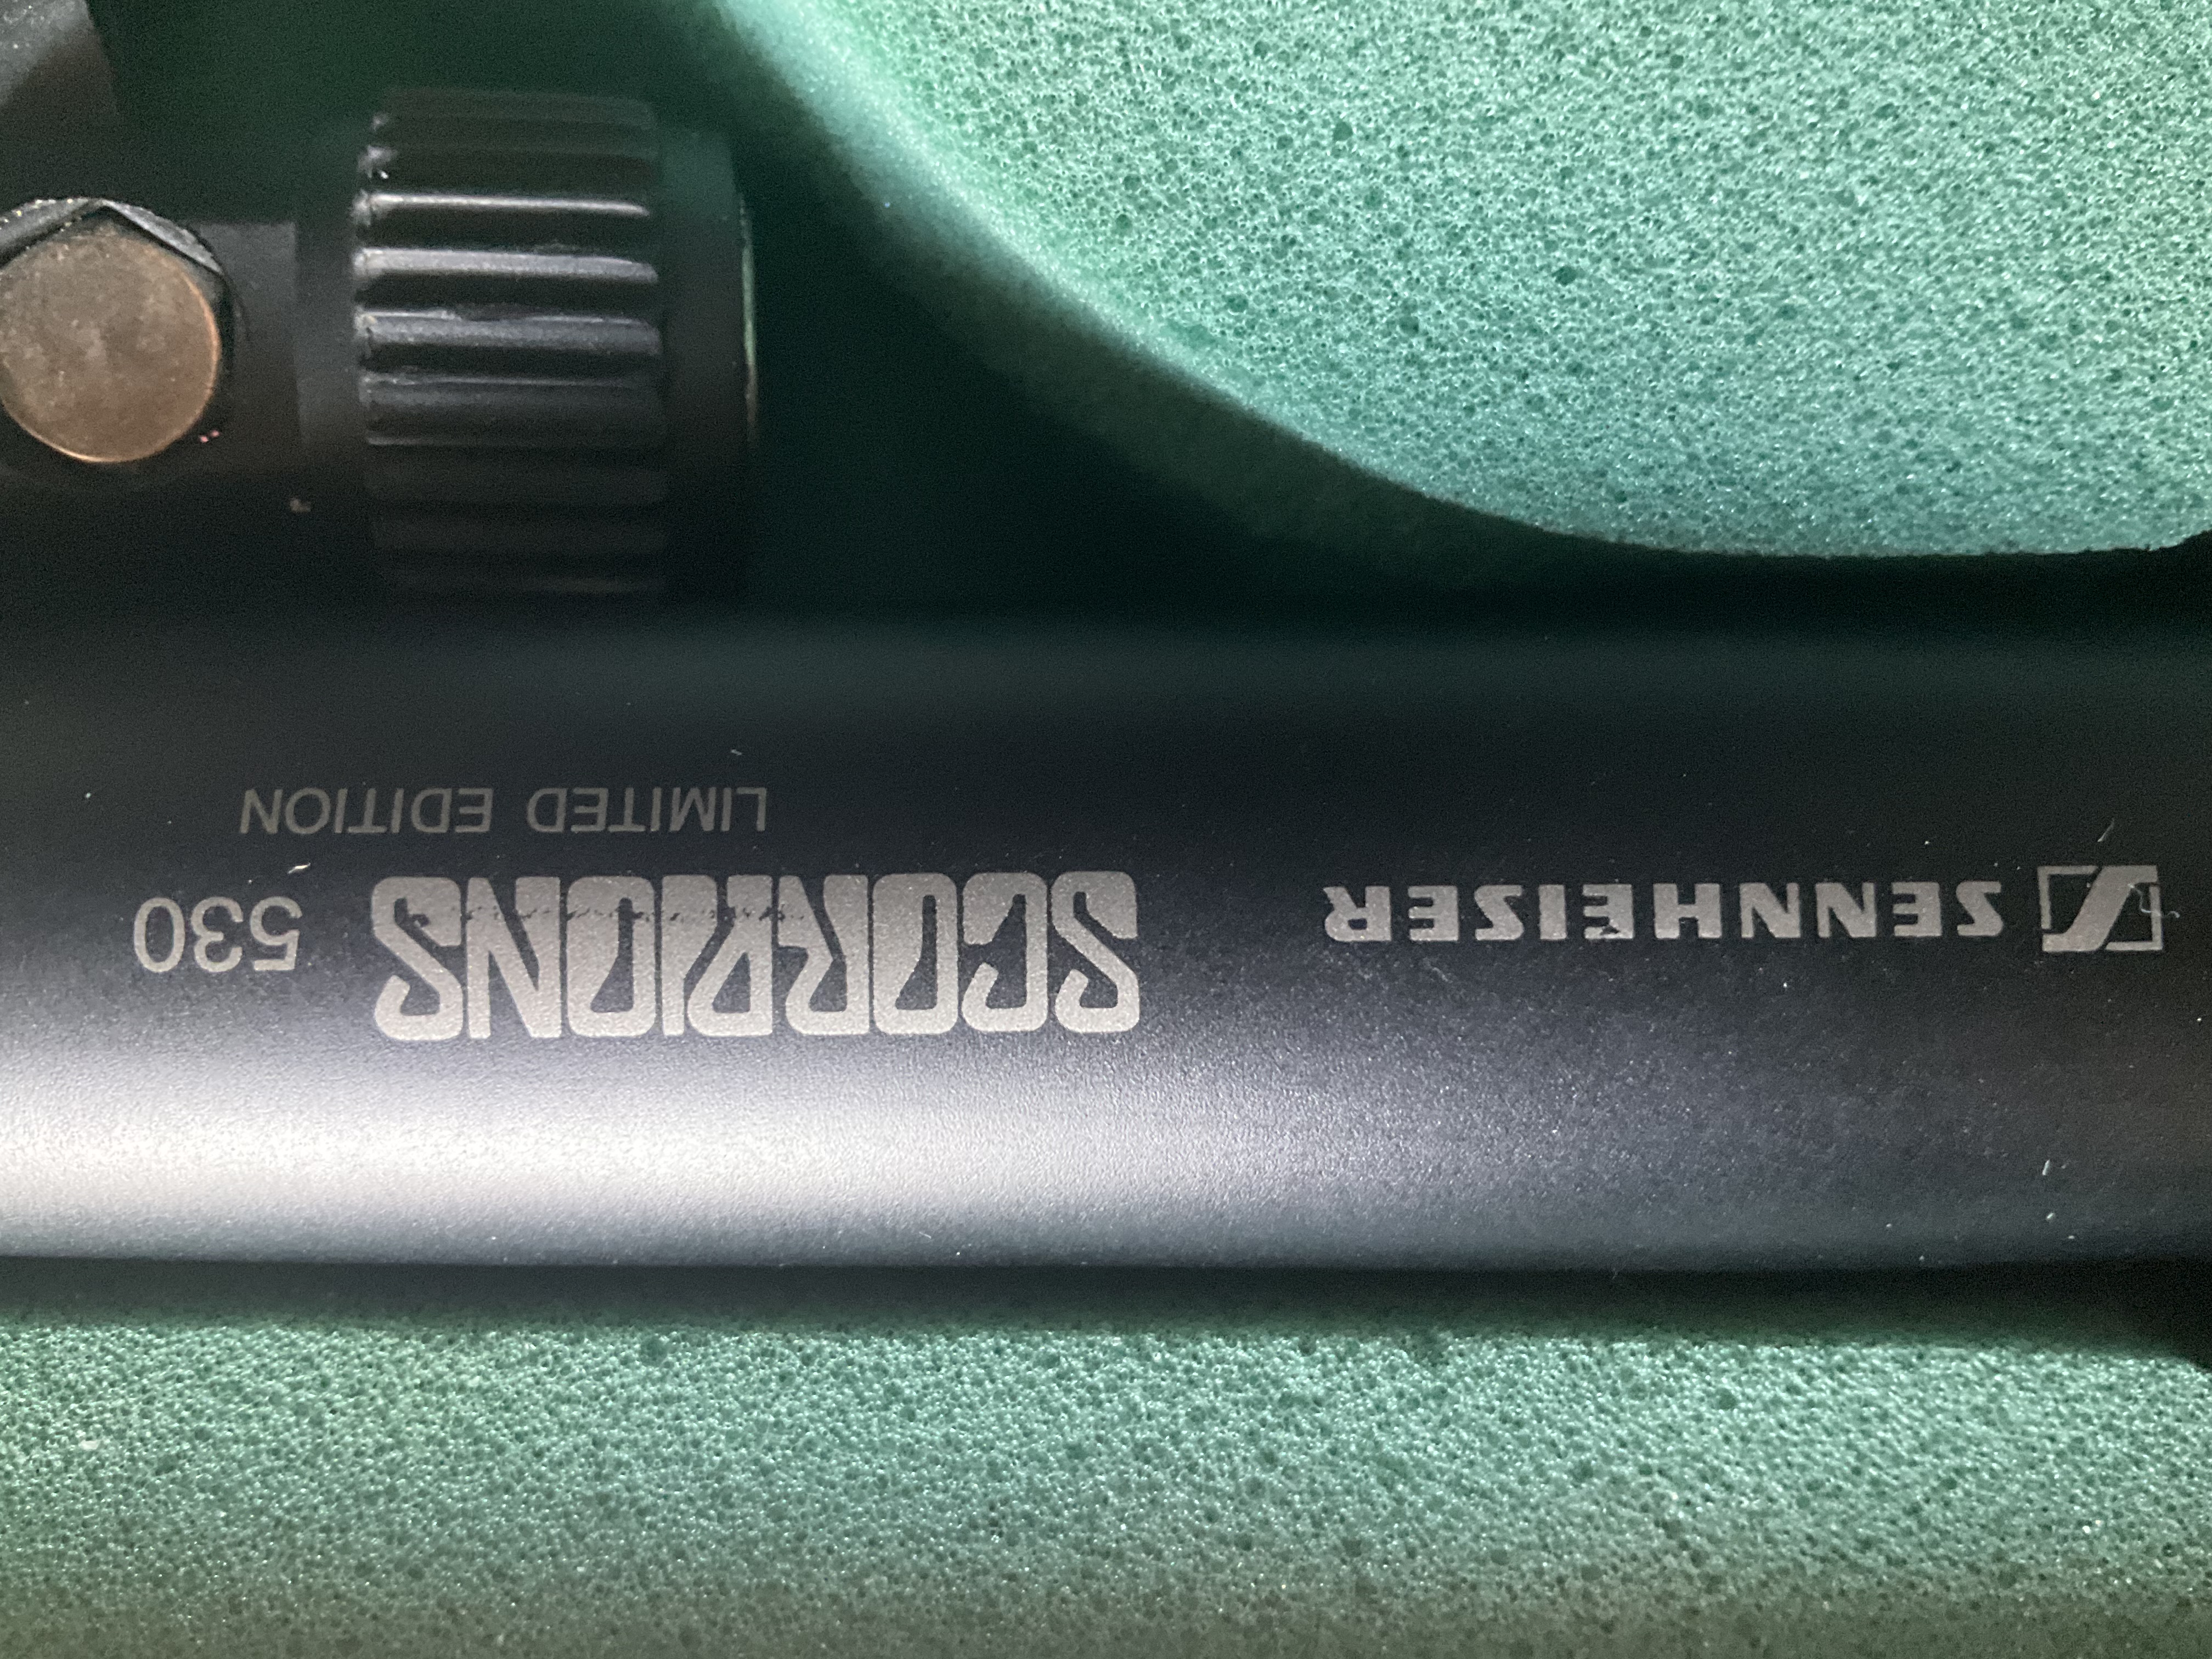 SENNHEISER SCORPIONS 530
LIMITED EDITION